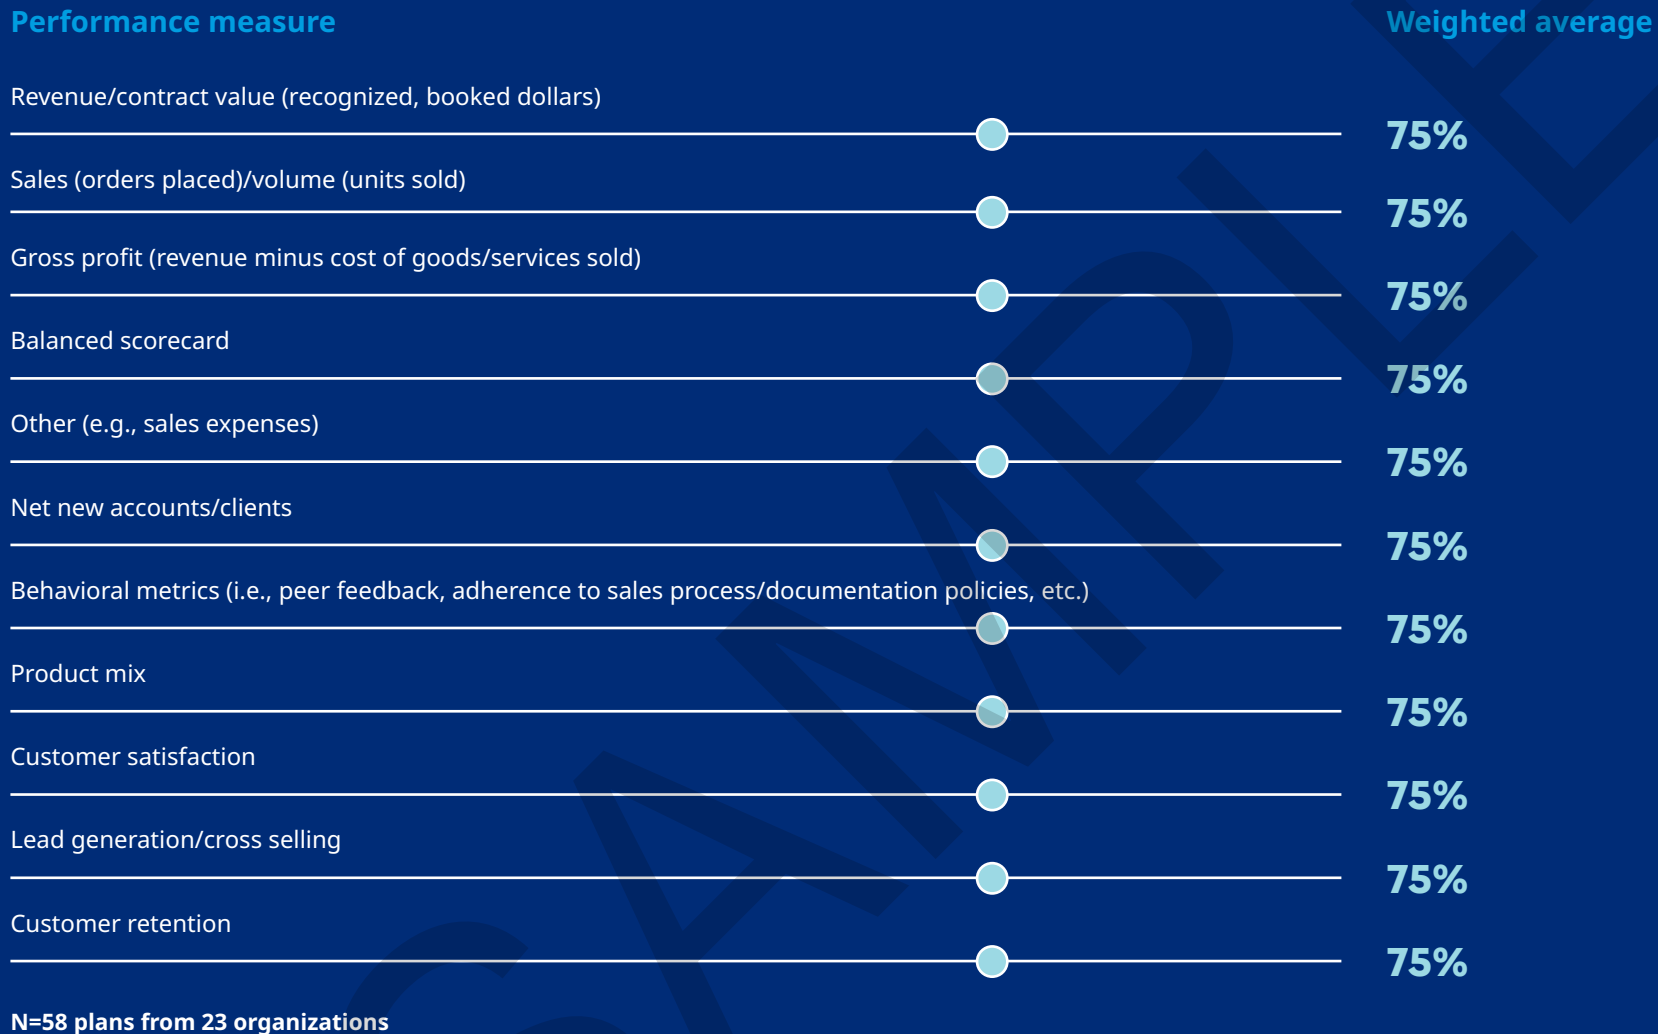 Performance measure Weighted average
Revenue/contract value (recognized, booked dollars)
75%
Sales (orders placed)/volume (units sold)
75%
Gross profit (revenue minus cost of goods/services sold)
75%
Balanced scorecard
75%
Other (e.g., sales expenses)
75%
Net new accounts/clients
75%
Behavioral metrics (i.e., peer feedback, adherence to sales process/documentation policies, etc.)
75%
Product mix
75%
Customer satisfaction
75%
Lead generation/cross selling
75%
Customer retention
75%
N=58 plans from 23 organizations
SAMPLE